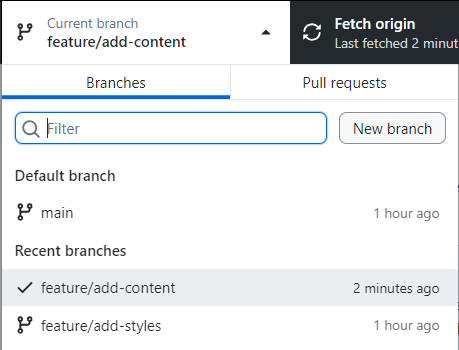 Current branch
feature/add-content
Fetch origin
Last fetched 2 minut
Branches
Pull requests
Filter
New branch
Default branch
main
1 hour ago
Recent branches
feature/add-content
2 minutes ago
feature/add-styles
1 hour ago